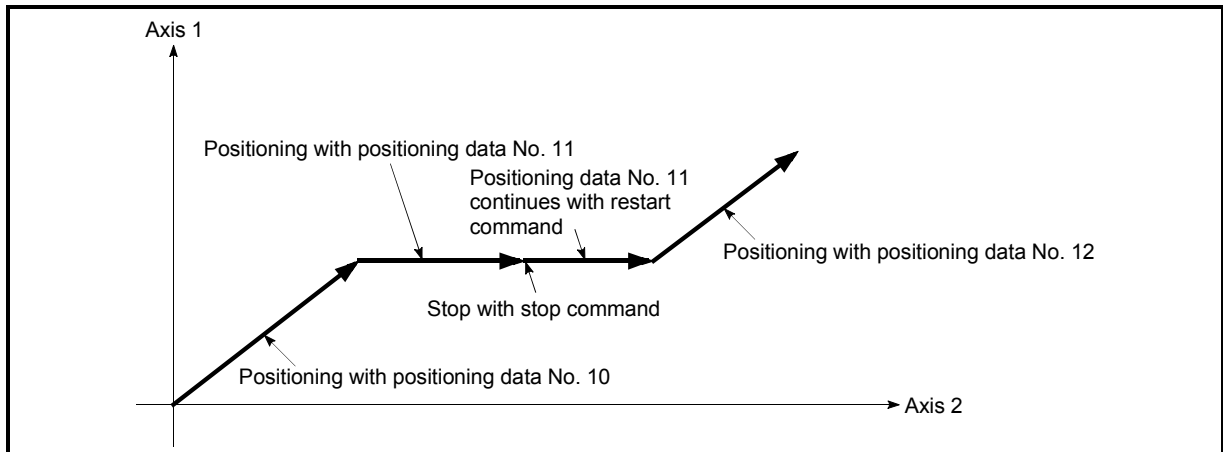 Axis 1
Positioning with positioning data No. 11
Positioning data No. 11
continues with restart
command
Positioning with positioning data No. 12
Stop with stop command
Positioning with positioning data No. 10
Axis 2